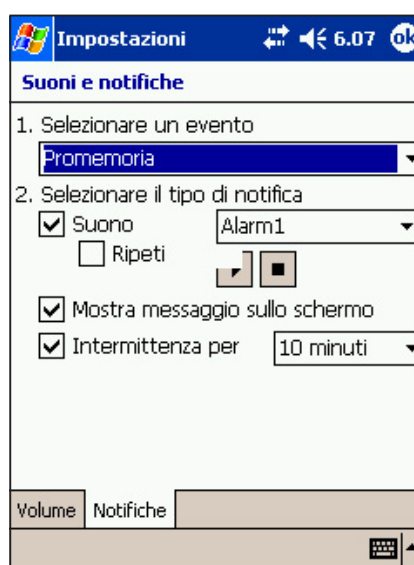 Impostazioni 6.07 ok
Suoni e notifiche
1. Selezionare un evento
Promemoria
2. Selezionare il tipo di notifica
Suono Alarm1
Ripeti
Mostra messaggio sullo schermo
Intermittenza per 10 minuti
Volume Notifiche